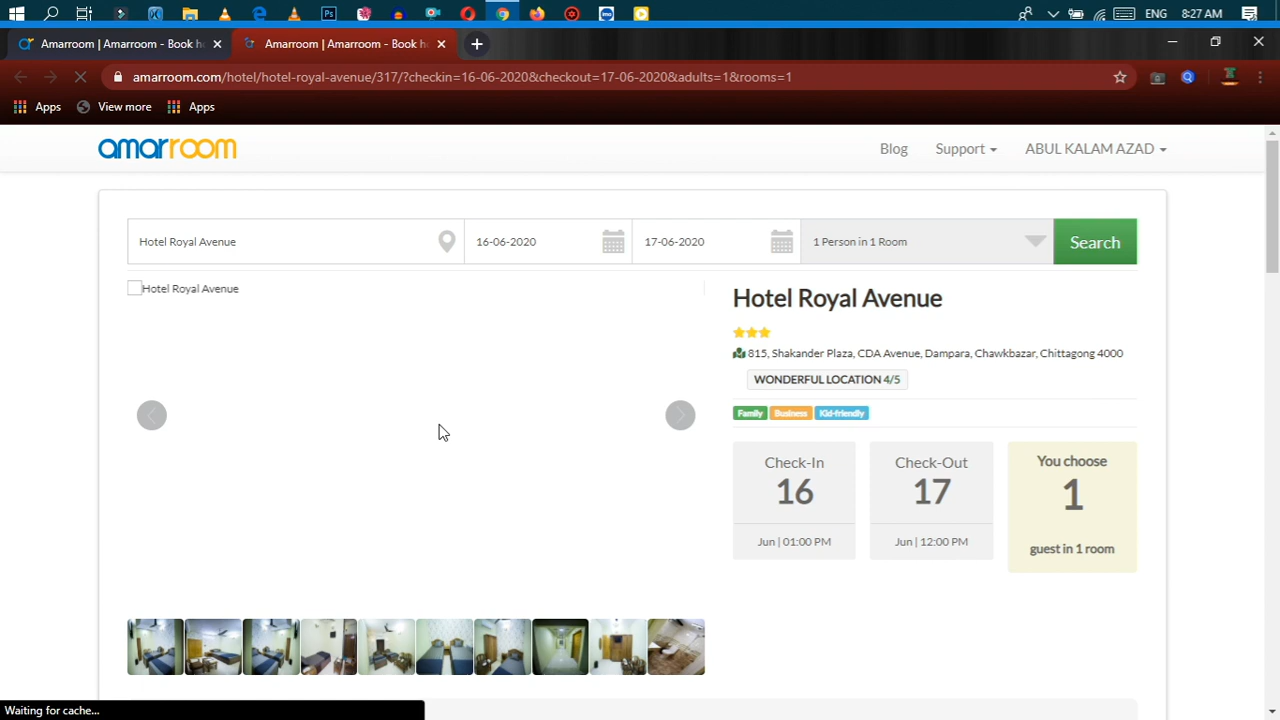 ENG 8:27 AM
Amarroom | Amarroom - Book h
Amarroom | Amarroom - Book h
amarroom.com/hotel/hotel-royal-avenue/317/?checkin=16-06-2020&checkout=17-06-2020&adults=1&rooms=1
Apps View more Apps
amarroom
Blog Support ABUL KALAM AZAD
Hotel Royal Avenue 16-06-2020 17-06-2020 1 Person in 1 Room Search
Hotel Royal Avenue
Hotel Royal Avenue
815, Shakander Plaza, CDA Avenue, Dampara, Chawkbazar, Chittagong 4000
WONDERFUL LOCATION 4/5
Family Business Kid-friendly
Check-In Check-Out You choose
16 17 1
Jun | 01:00 PM Jun | 12:00 PM guest in 1 room
Waiting for cache...